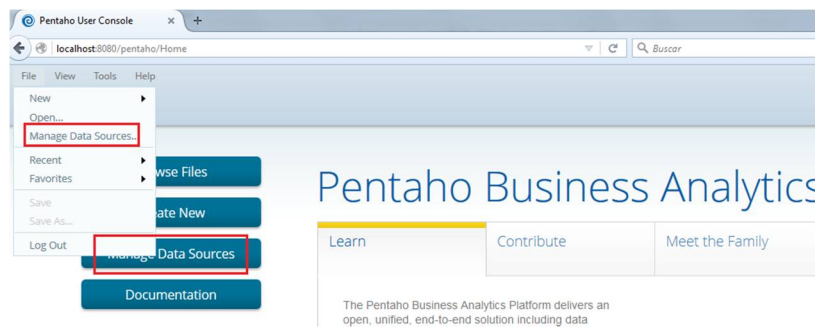 Pentaho User Console × +
localhost:8080/pentaho/Home
Buscar
File View Tools Help
New
Open...
Manage Data Sources..
Recent
Favorites
Save
Save As...
Log Out
wse Files
ate New
Manage Data Sources
Documentation
Pentaho Business Analytics
Learn Contribute Meet the Family
The Pentaho Business Analytics Platform delivers an
open, unified, end-to-end solution including data